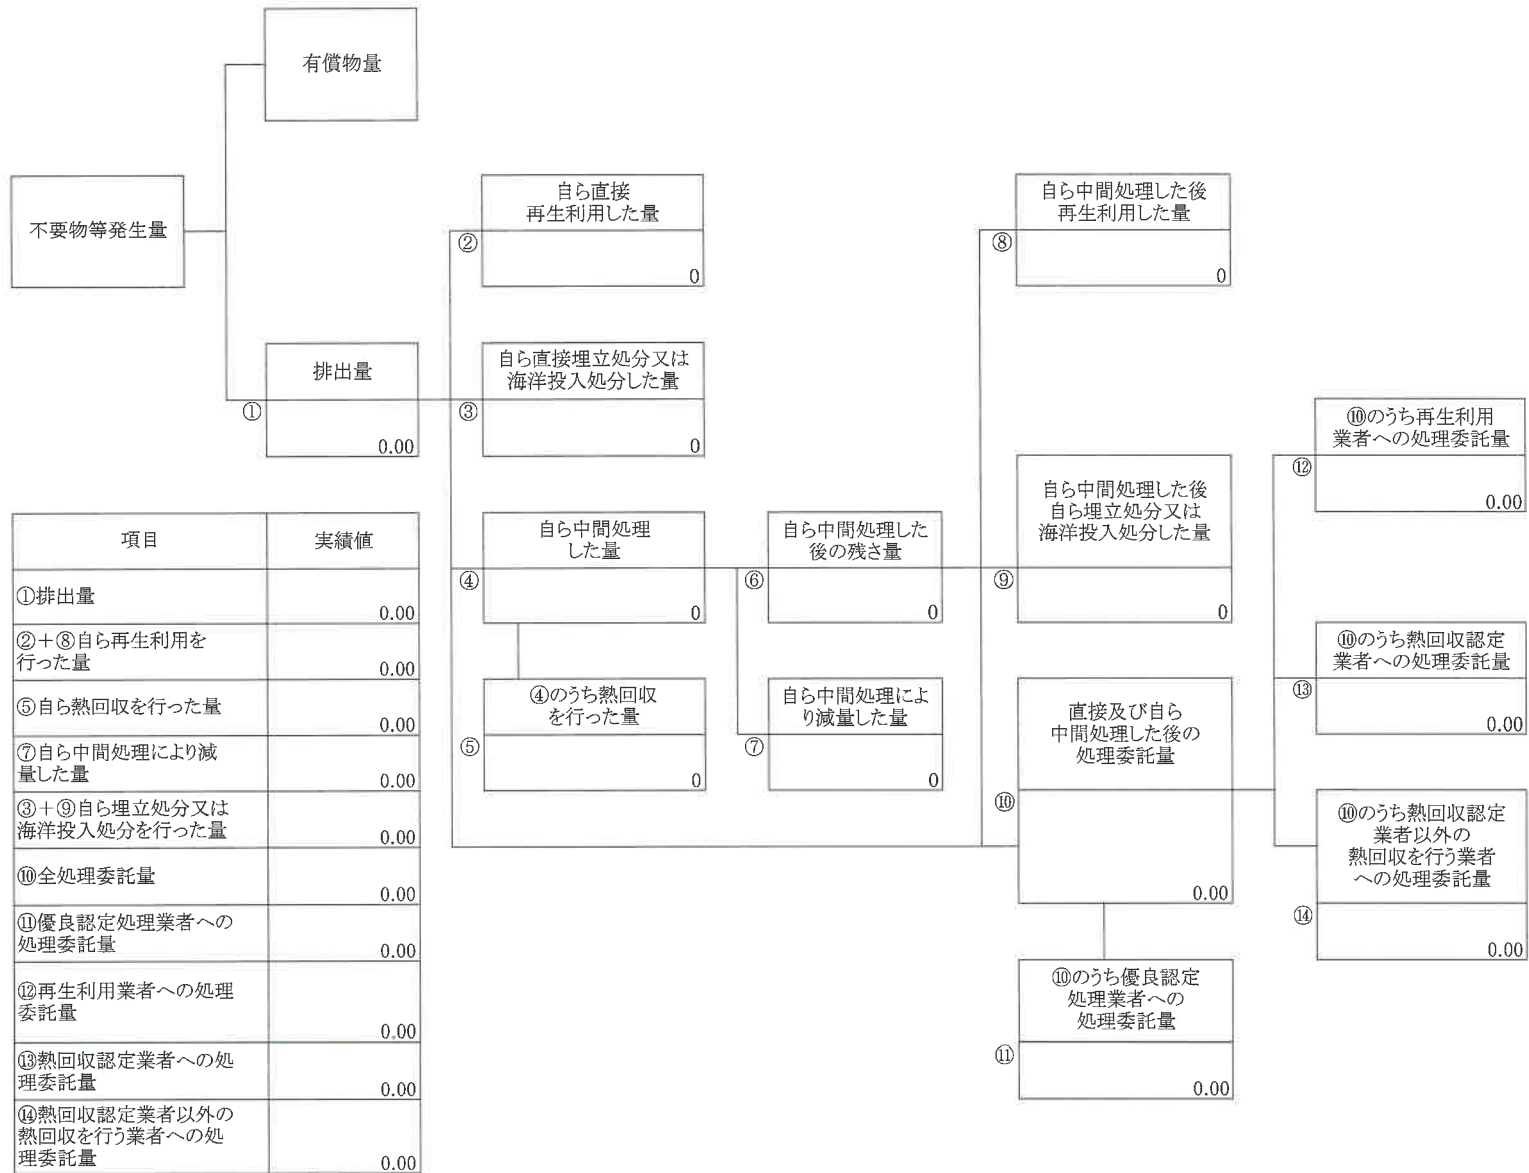 有償物量
不要物等発生量
自ら直接
再生利用した量
②
0
自ら中間処理した後
再生利用した量
⑧
0
排出量
①
0.00
自ら直接埋立処分又は
海洋投入処分した量
③
0
⑩のうち再生利用
業者への処理委託量
⑫
0.00
自ら中間処理
した量
④
0
自ら中間処理した
後の残さ量
⑥
0
自ら中間処理した後
自ら埋立処分又は
海洋投入処分した量
⑨
0
⑩のうち熱回収認定
業者への処理委託量
⑬
0.00
④のうち熱回収
を行った量
⑤
0
自ら中間処理によ
り減量した量
⑦
0
直接及び自ら
中間処理した後の
処理委託量
⑩
0.00
⑩のうち熱回収認定
業者以外の
熱回収を行う業者
への処理委託量
⑭
0.00
⑩のうち優良認定
処理業者への
処理委託量
⑪
0.00
項目 実績値
①排出量
0.00
②+⑧自ら再生利用を
行った量 0.00
⑤自ら熱回収を行った量
0.00
⑦自ら中間処理により減
量した量 0.00
③+⑨自ら埋立処分又は
海洋投入処分を行った量 0.00
⑩全処理委託量
0.00
⑪優良認定処理業者への
処理委託量 0.00
⑫再生利用業者への処理
委託量
0.00
⑬熱回収認定業者への処
理委託量 0.00
⑭熱回収認定業者以外の
熱回収を行う業者への処
理委託量 0.00